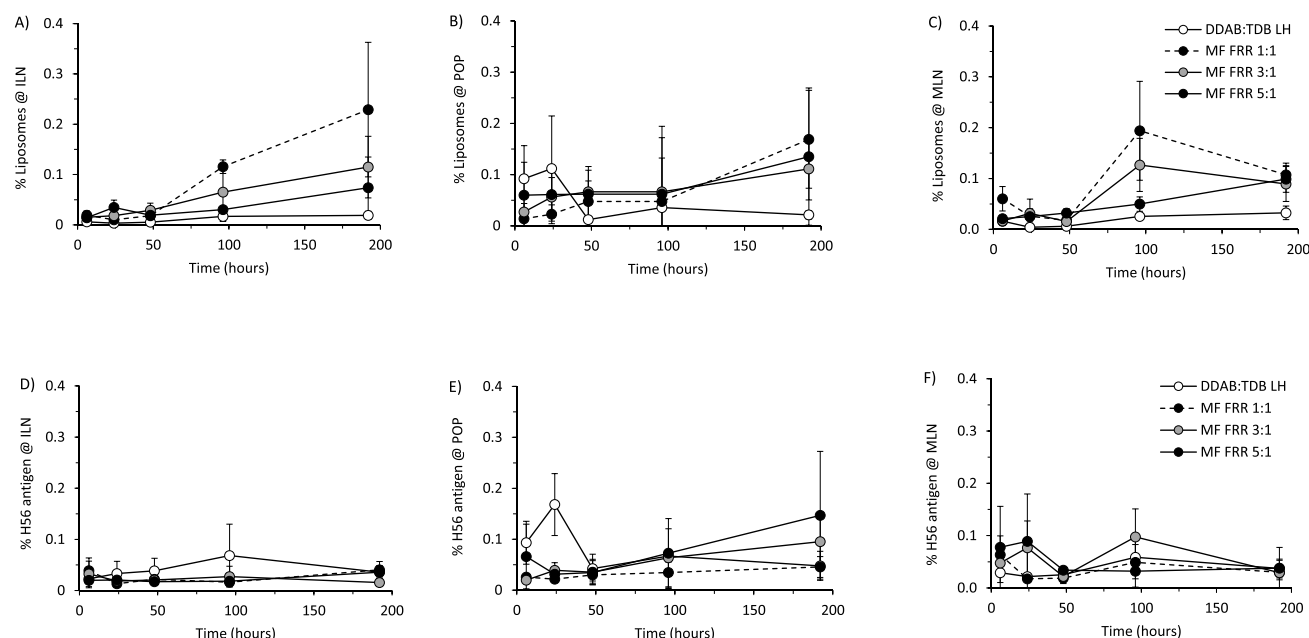 A)
% Liposomes @ ILN
0.4
0.3
0.2
0.1
0
0 50 100 150 200
Time (hours)
B)
% Liposomes @ POP
0.4
0.3
0.2
0.1
0
0 50 100 150 200
Time (hours)
C)
% Liposomes @ MLN
0.4
0.3
0.2
0.1
0.0
0 50 100 150 200
Time (hours)
DDAB:TDB LH
MF FRR 1:1
MF FRR 3:1
MF FRR 5:1
D)
% H56 antigen @ ILN
0.4
0.3
0.2
0.1
0
0 50 100 150 200
Time (hours)
E)
% H56 antigen @ POP
0.4
0.3
0.2
0.1
0
0 50 100 150 200
Time (hours)
F)
% H56 antigen @ MLN
0.4
0.3
0.2
0.1
0.0
0 50 100 150 200
Time (hours)
DDAB:TDB LH
MF FRR 1:1
MF FRR 3:1
MF FRR 5:1